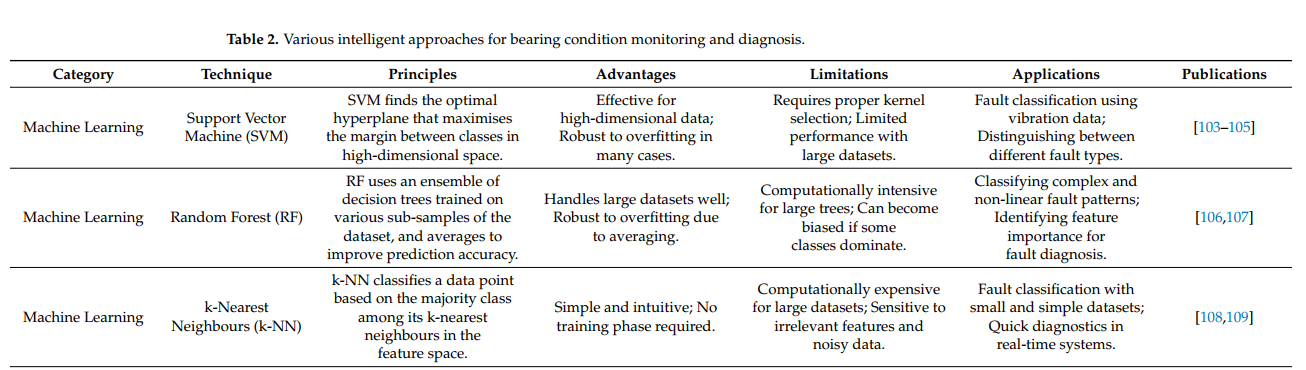 Table 2. Various intelligent approaches for bearing condition monitoring and diagnosis.
Category Technique Principles Advantages Limitations Applications Publications
Machine Learning
Support Vector
Machine (SVM)
SVM finds the optimal
hyperplane that maximises
the margin between classes in
high-dimensional space.
Effective for
high-dimensional data;
Robust to overfitting in
many cases.
Requires proper kernel
selection; Limited
performance with
large datasets.
Fault classification using
vibration data;
Distinguishing between
different fault types.
[103–105]
Machine Learning
Random Forest (RF)
RF uses an ensemble of
decision trees trained on
various sub-samples of the
dataset, and averages to
improve prediction accuracy.
Handles large datasets well;
Robust to overfitting due
to averaging.
Computationally intensive
for large trees; Can become
biased if some
classes dominate.
Classifying complex and
non-linear fault patterns;
Identifying feature
importance for
fault diagnosis.
[106,107]
Machine Learning
k-Nearest
Neighbours (k-NN)
k-NN classifies a data point
based on the majority class
among its k-nearest
neighbours in the
feature space.
Simple and intuitive; No
training phase required.
Computationally expensive
for large datasets; Sensitive to
irrelevant features and
noisy data.
Fault classification with
small and simple datasets;
Quick diagnostics in
real-time systems.
[108,109]